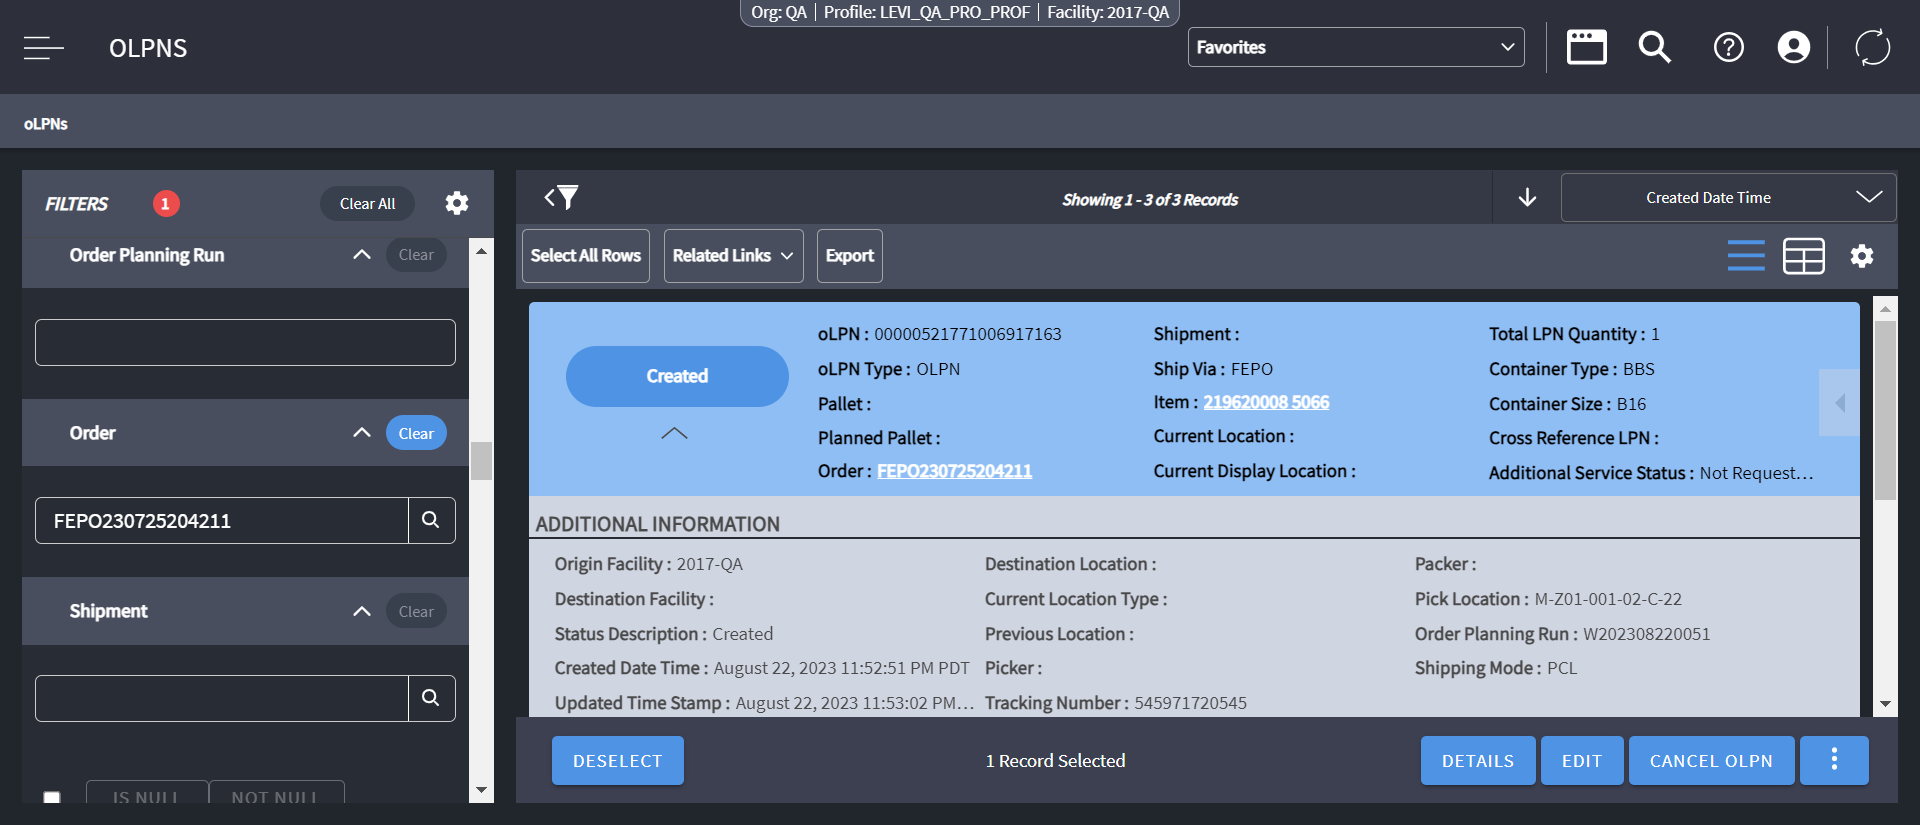 Org: QA | Profile: LEVI_QA_PRO_PROF | Facility: 2017-QA
OLPNS
Favorites
oLPNs
FILTERS
1
Clear All
Order Planning Run
Clear
Order
Clear
FEPO230725204211
Shipment
Clear
IS NULL
NOT NULL
Showing 1 - 3 of 3 Records
Created Date Time
Select All Rows
Related Links
Export
Created
oLPN : 00000521771006917163
oLPN Type : OLPN
Pallet :
Planned Pallet :
Order : FEPO230725204211
Shipment :
Ship Via : FEPO
Item : 219620008 5066
Current Location :
Current Display Location :
Total LPN Quantity : 1
Container Type : BBS
Container Size : B16
Cross Reference LPN :
Additional Service Status : Not Request...
ADDITIONAL INFORMATION
Origin Facility : 2017-QA
Destination Facility :
Status Description : Created
Created Date Time : August 22, 2023 11:52:51 PM PDT
Updated Time Stamp : August 22, 2023 11:53:02 PM...
Destination Location :
Current Location Type :
Previous Location :
Picker :
Tracking Number : 545971720545
Packer :
Pick Location : M-Z01-001-02-C-22
Order Planning Run : W202308220051
Shipping Mode : PCL
DESELECT
1 Record Selected
DETAILS
EDIT
CANCEL OLPN